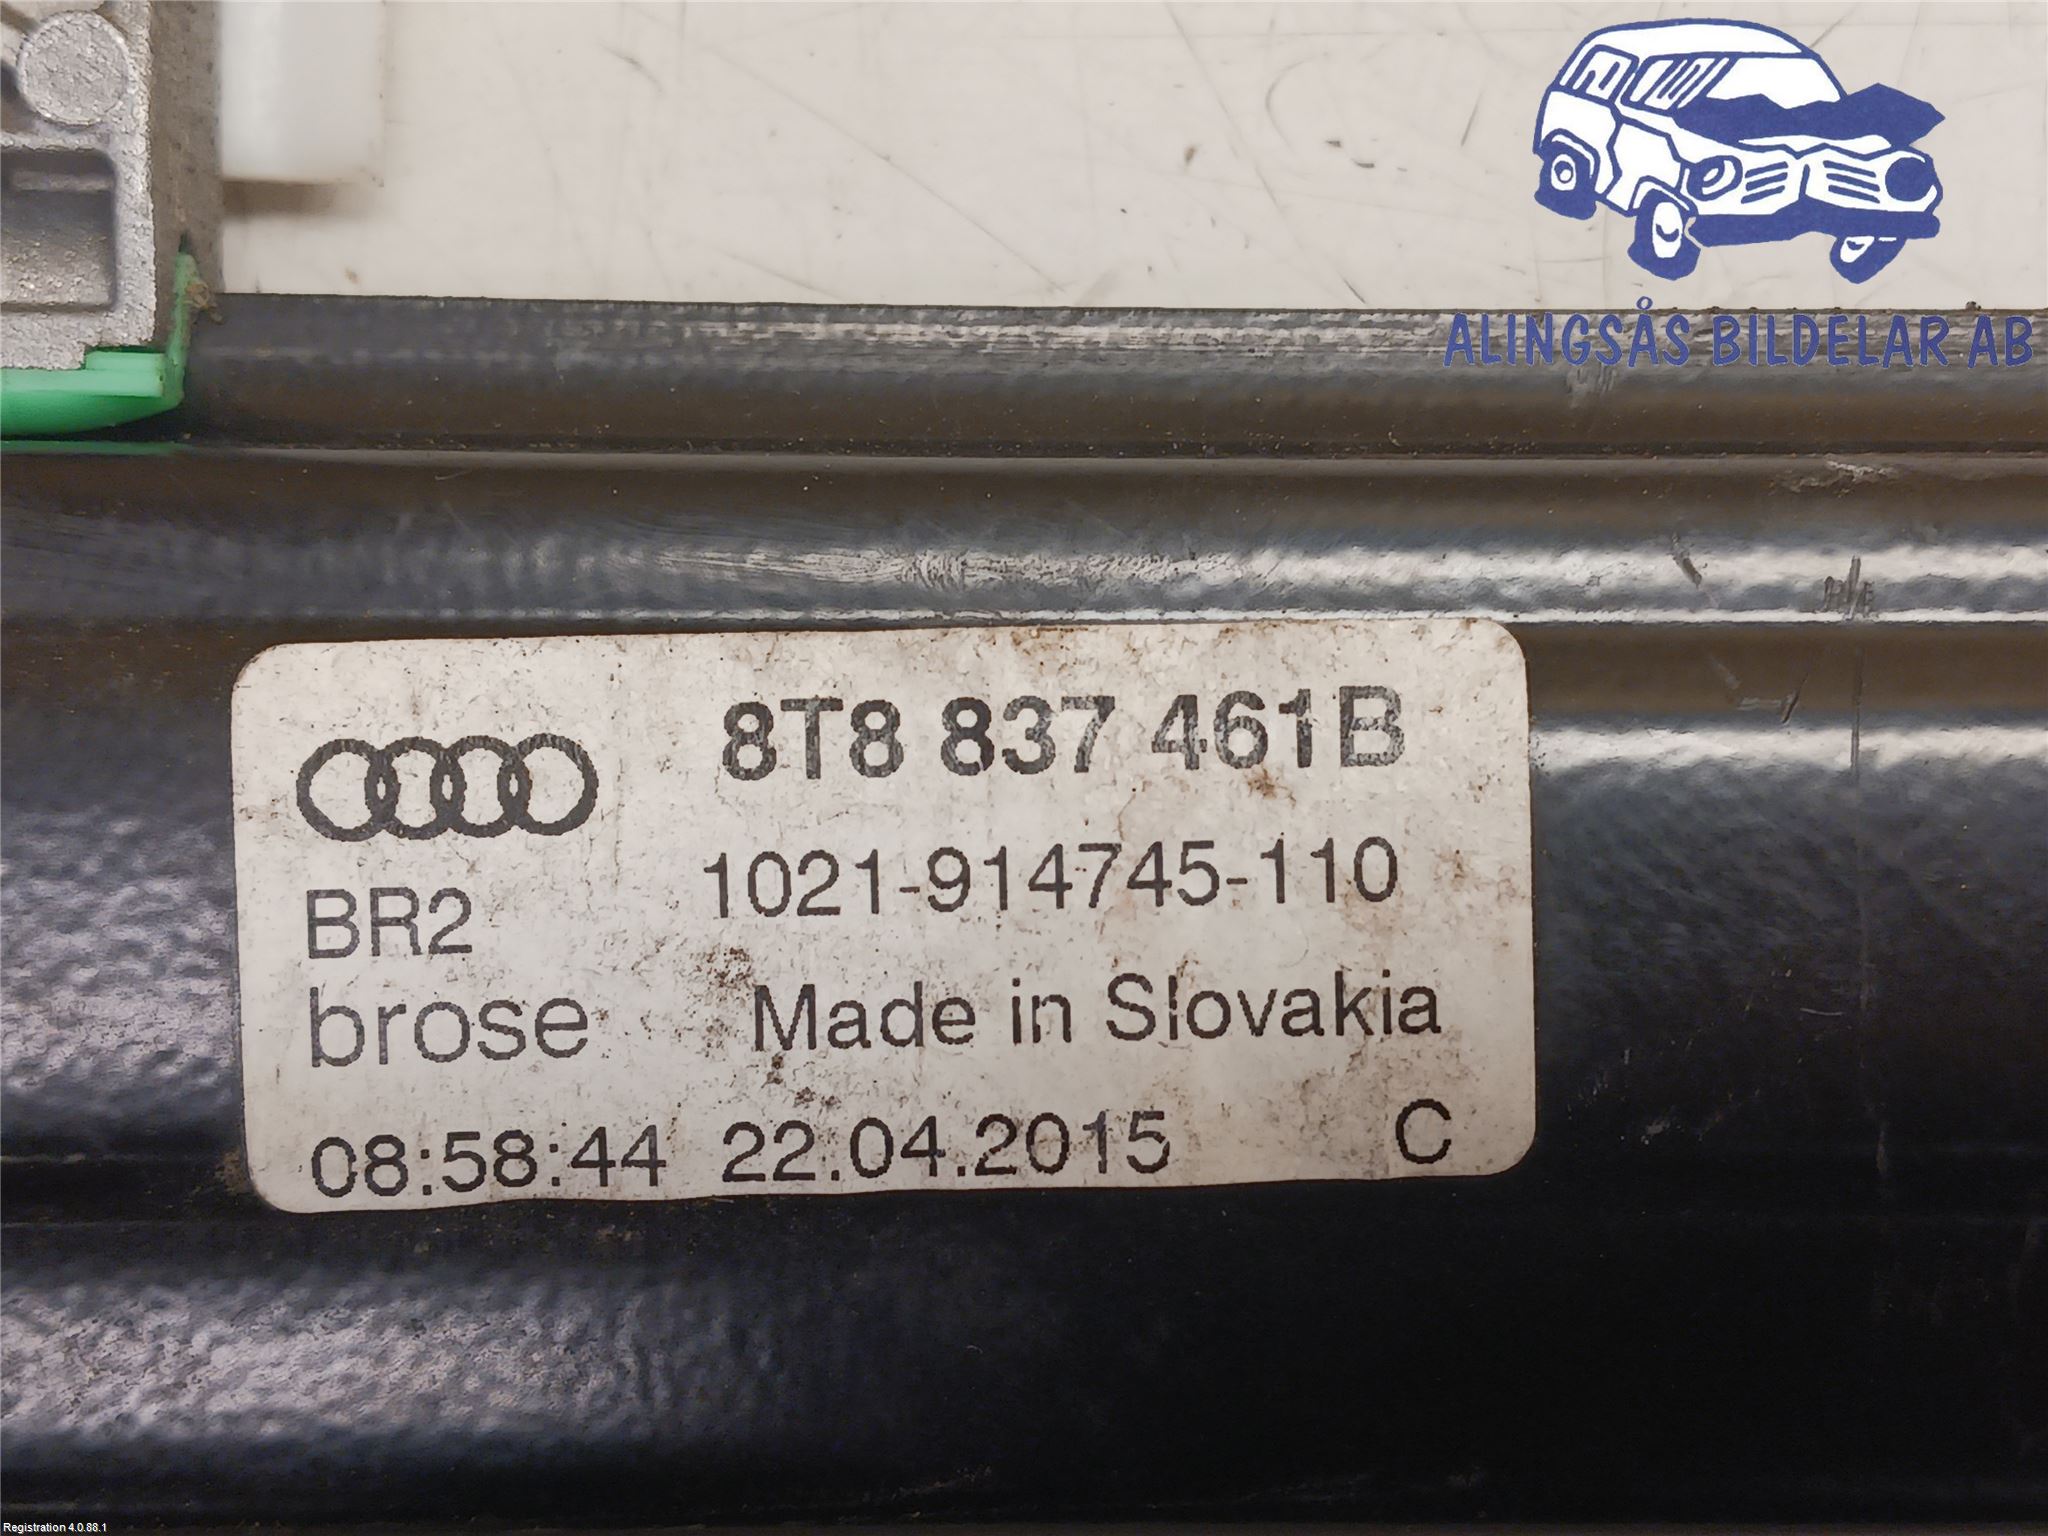 ALINGSÅS BILDELAR AB
8T8 837 461B
1021-914745-110
BR2
brose Made in Slovakia
08:58:44 22.04.2015 C
Registration 4.0.88.1